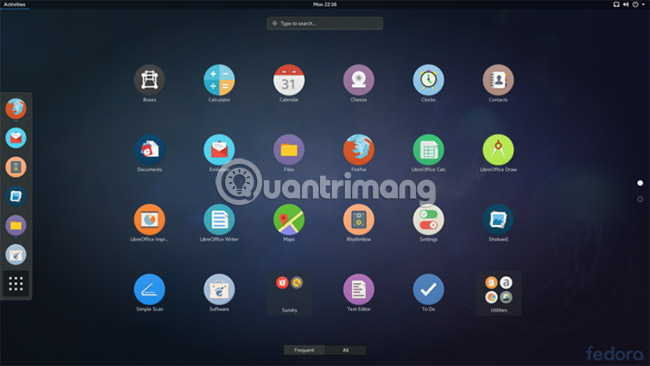 Activities
Mon 22:16
Type to search...
Boxes
Calculator
31
Calendar
Cheese
Clocks
Contacts
Documents
Files
Firefox
LibreOffice Calc
LibreOffice Draw
Quantrimang
LibreOffice Impr...
LibreOffice Writer
Maps
Rhythmbox
Settings
Shotwell
Simple Scan
Software
Sundry
Text Editor
To Do
Utilities
Frequent
All
fedora